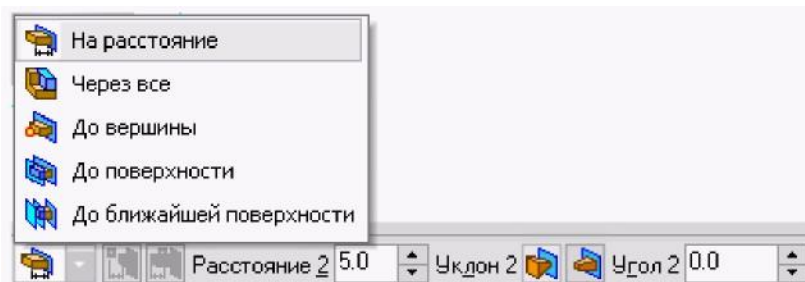 На расстояние
Через все
До вершины
До поверхности
До ближайшей поверхности
Расстояние 2 5.0 Уклон 2 Угол 2 0.0